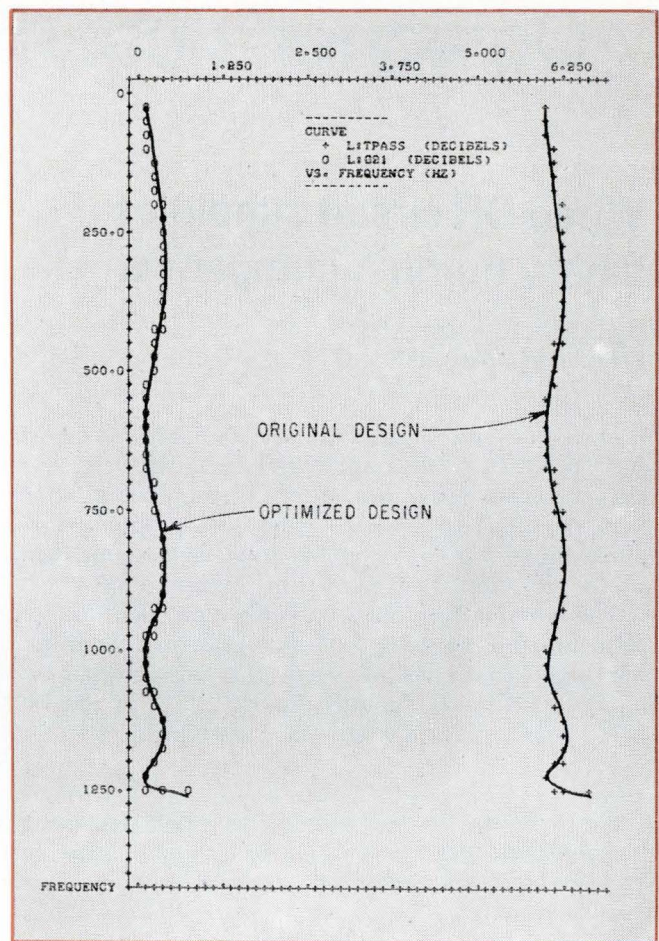 0 2.500 5.000
1.250 3.750 6.250
0
CURVE
+ L:TPASS (DECIBELS)
O L:021 (DECIBELS)
VS. FREQUENCY (HZ)
250.0
500.0
ORIGINAL DESIGN
750.0
OPTIMIZED DESIGN
1000.
1250.
FREQUENCY